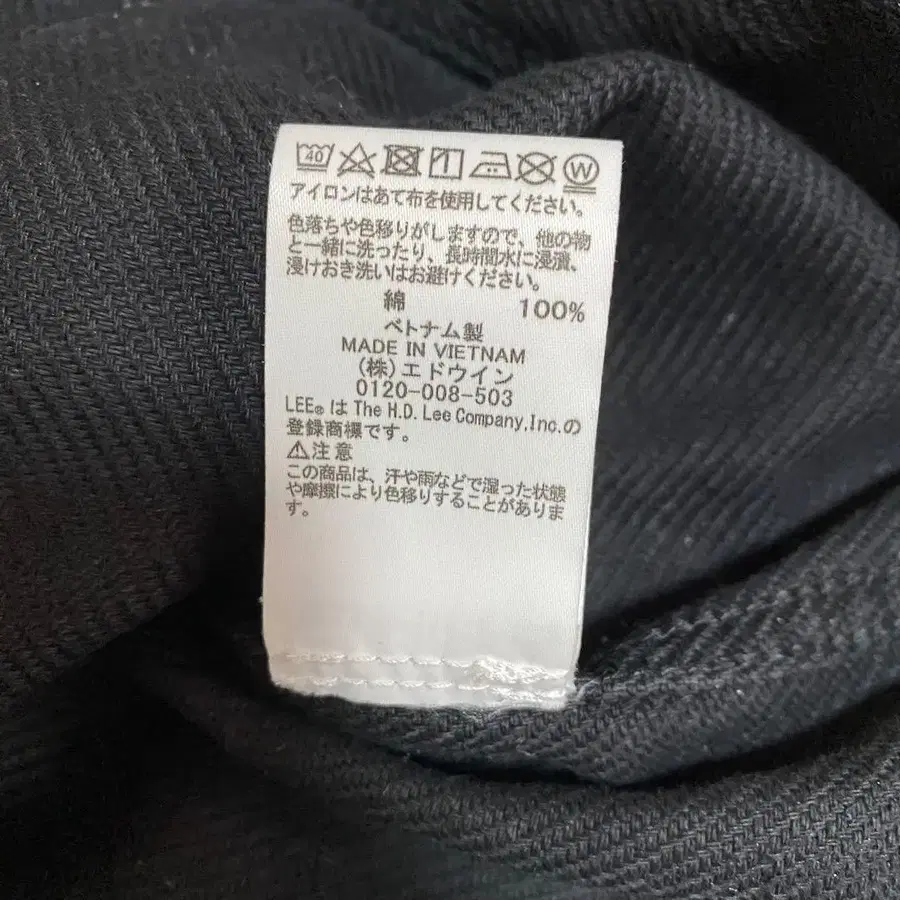 40 W
アイロンはあて布を使用してください。
色落ちや色移りがしますので、他の物
と一緒に洗ったり、長時間水に浸漬、
浸けおき洗いはお避けください。
綿 100%
ベトナム製
MADE IN VIETNAM
(株)エドウイン
0120-008-503
LEE® は The H.D. Lee Company,Inc.の
登録商標です。
⚠注意
この商品は、汗や雨などで湿った状態
や摩擦により色移りすることがありま
す。